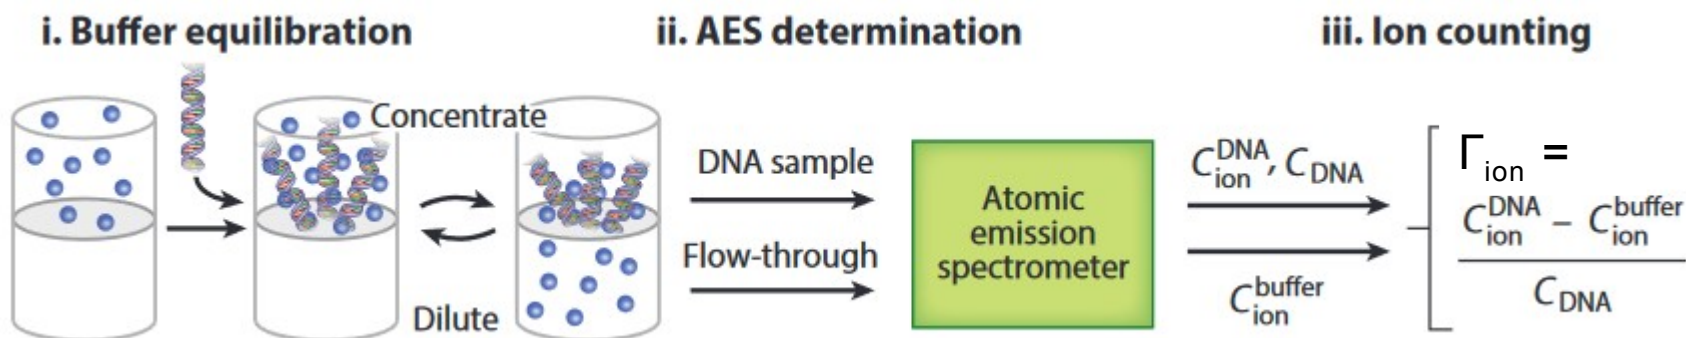 i. Buffer equilibration
ii. AES determination
iii. Ion counting
Concentrate
Dilute
DNA sample
Flow-through
Atomic
emission
spectrometer
C_ion^DNA, C_DNA
C_ion^buffer
Γ_ion =
C_ion^DNA – C_ion^buffer
C_DNA